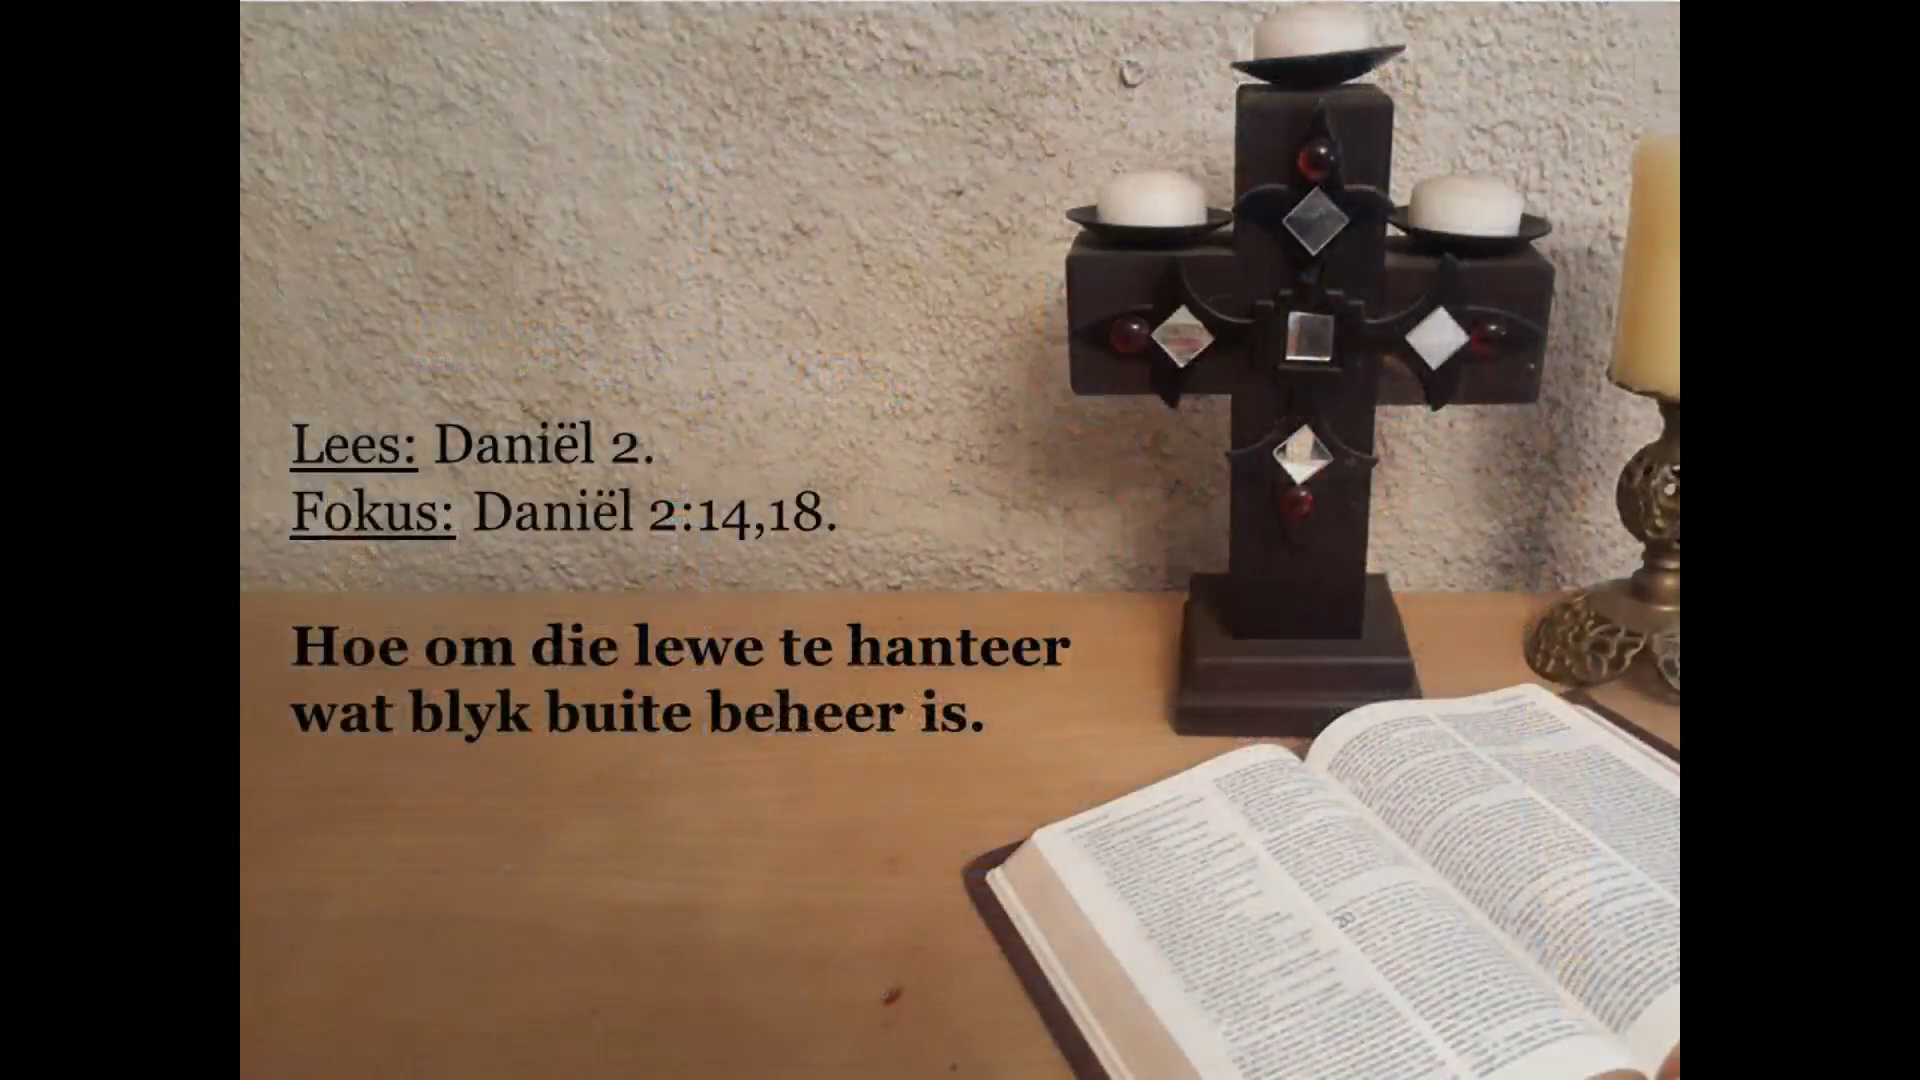 Lees: Daniël 2.
Fokus: Daniël 2:14,18.
Hoe om die lewe te hanteer
wat blyk buite beheer is.